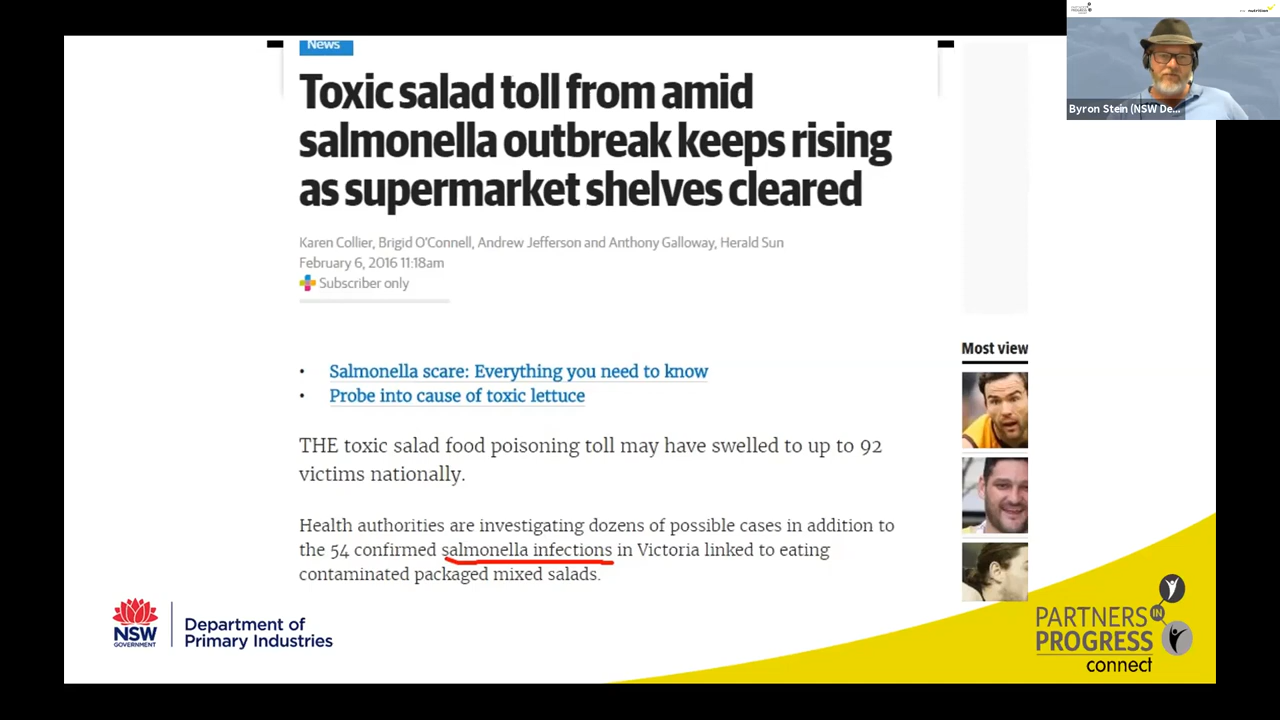 News
Toxic salad toll from amid
salmonella outbreak keeps rising
as supermarket shelves cleared
Karen Collier, Brigid O'Connell, Andrew Jefferson and Anthony Galloway, Herald Sun
February 6, 2016 11:18am
Subscriber only
• Salmonella scare: Everything you need to know
• Probe into cause of toxic lettuce
THE toxic salad food poisoning toll may have swelled to up to 92
victims nationally.
Health authorities are investigating dozens of possible cases in addition to
the 54 confirmed salmonella infections in Victoria linked to eating
contaminated packaged mixed salads.
Most view
Byron Stein (NSW De...
nutrition
PROGRESS
NSW
GOVERNMENT
Department of
Primary Industries
PARTNERS IN
PROGRESS
connect